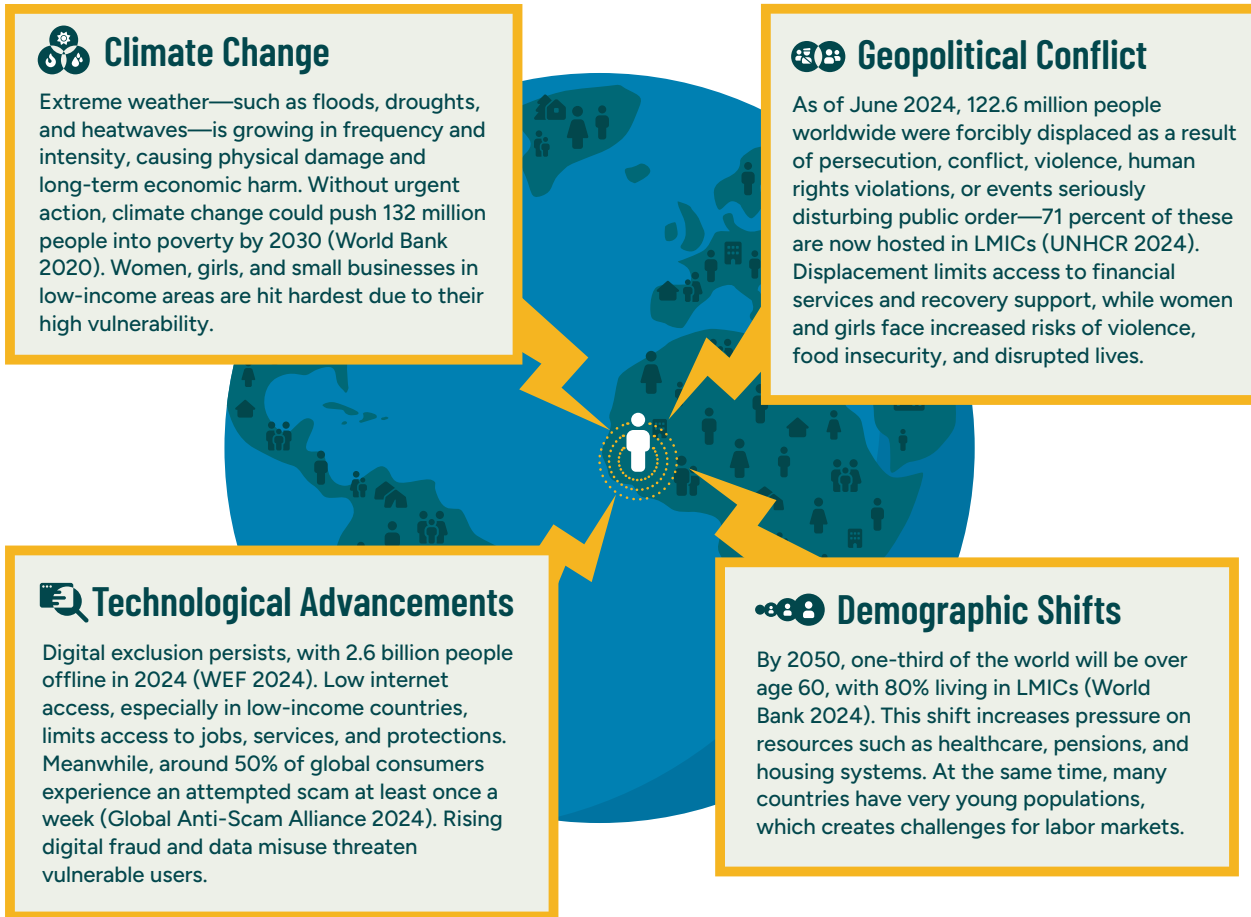 Climate Change
Extreme weather—such as floods, droughts,
and heatwaves—is growing in frequency and
intensity, causing physical damage and
long-term economic harm. Without urgent
action, climate change could push 132 million
people into poverty by 2030 (World Bank
2020). Women, girls, and small businesses in
low-income areas are hit hardest due to their
high vulnerability.
Geopolitical Conflict
As of June 2024, 122.6 million people
worldwide were forcibly displaced as a result
of persecution, conflict, violence, human
rights violations, or events seriously
disturbing public order—71 percent of these
are now hosted in LMICs (UNHCR 2024).
Displacement limits access to financial
services and recovery support, while women
and girls face increased risks of violence,
food insecurity, and disrupted lives.
Technological Advancements
Digital exclusion persists, with 2.6 billion people
offline in 2024 (WEF 2024). Low internet
access, especially in low-income countries,
limits access to jobs, services, and protections.
Meanwhile, around 50% of global consumers
experience an attempted scam at least once a
week (Global Anti-Scam Alliance 2024). Rising
digital fraud and data misuse threaten
vulnerable users.
Demographic Shifts
By 2050, one-third of the world will be over
age 60, with 80% living in LMICs (World
Bank 2024). This shift increases pressure on
resources such as healthcare, pensions, and
housing systems. At the same time, many
countries have very young populations,
which creates challenges for labor markets.